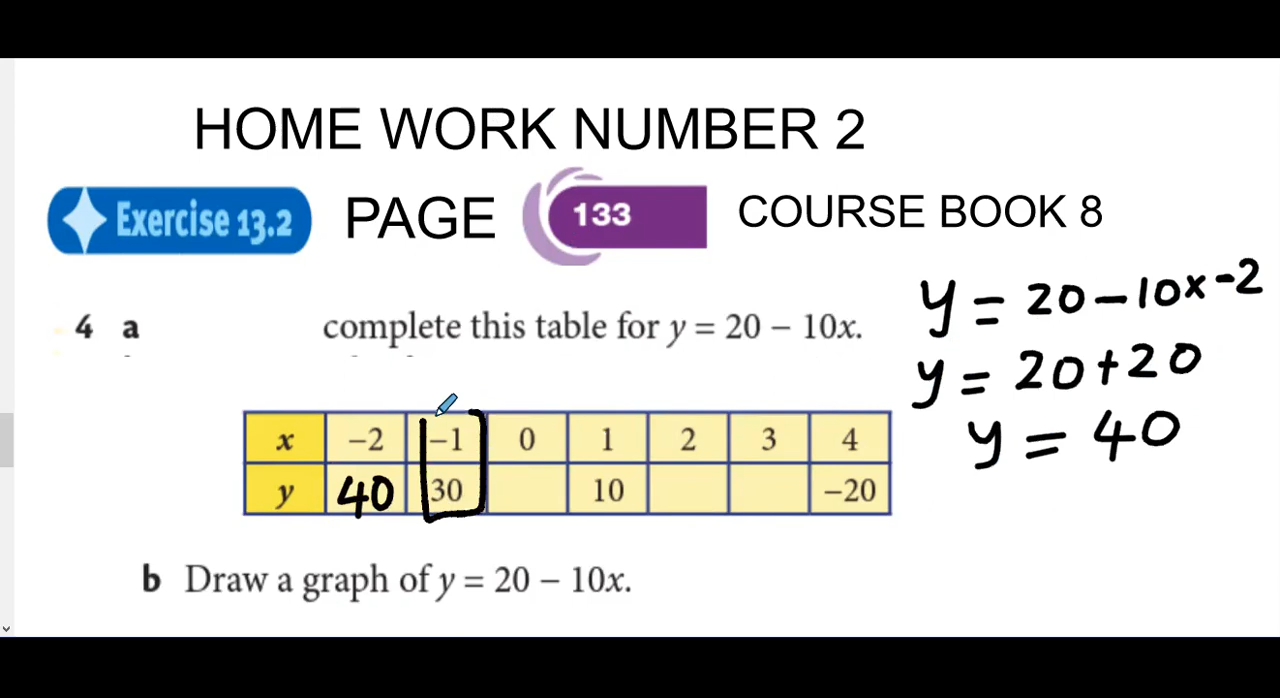 HOME WORK NUMBER 2
Exercise 13.2 PAGE 133 COURSE BOOK 8
4 a complete this table for y = 20 − 10x.
y = 20 − 10x−2
y = 20 + 20
y = 40
x −2 −1 0 1 2 3 4
y 40 30 10 −20
b Draw a graph of y = 20 − 10x.